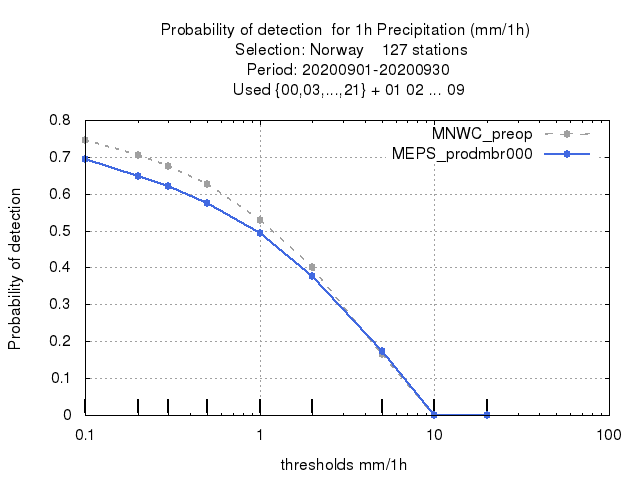 Probability of detection  for 1h Precipitation (mm/1h)
Selection: Norway    127 stations
Period: 20200901-20200930
Used {00,03,...,21} + 01 02 ... 09
MNWC_preop
MEPS_prodmbr000
Probability of detection
0.8
0.7
0.6
0.5
0.4
0.3
0.2
0.1
0
0.1 1 10 100
thresholds mm/1h